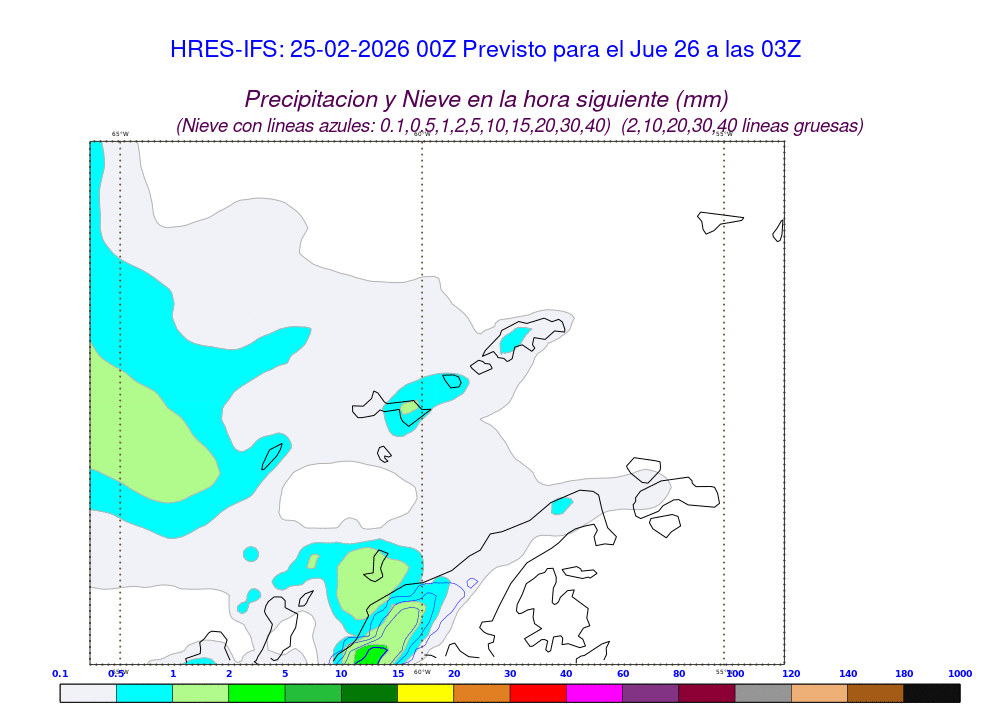 HRES-IFS: 25-02-2026 00Z Previsto para el Jue 26 a las 03Z
Precipitacion y Nieve en la hora siguiente (mm)
(Nieve con lineas azules: 0.1,0.5,1,2,5,10,15,20,30,40)  (2,10,20,30,40 lineas gruesas)
65°W 60°W 55°W
65°W 60°W 55°W
0.1 0.5 1 2 5 10 15 20 30 40 60 80 100 120 140 180 1000